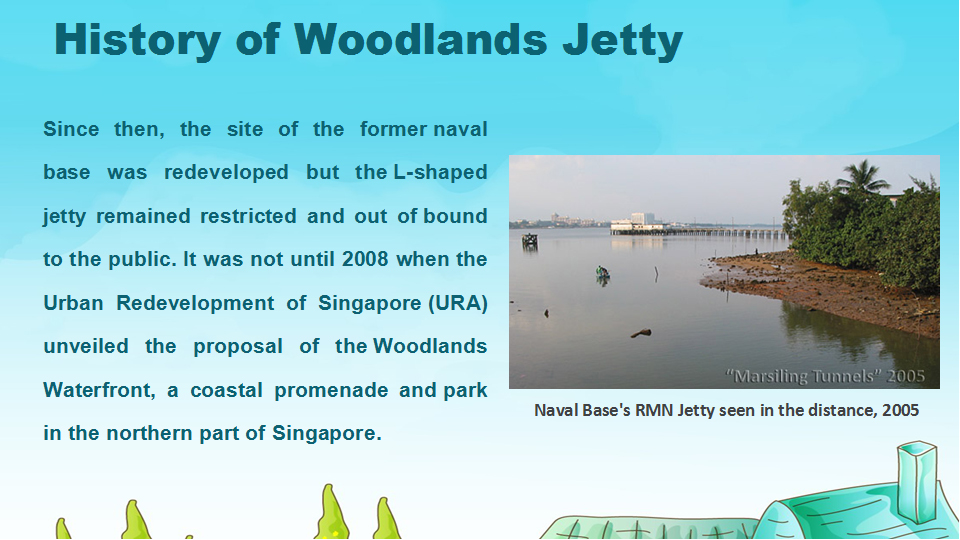 History of Woodlands Jetty
Since then, the site of the former naval
base was redeveloped but the L-shaped
jetty remained restricted and out of bound
to the public. It was not until 2008 when the
Urban Redevelopment of Singapore (URA)
unveiled the proposal of the Woodlands
Waterfront, a coastal promenade and park
in the northern part of Singapore.
“Marsiling Tunnels” 2005
Naval Base's RMN Jetty seen in the distance, 2005